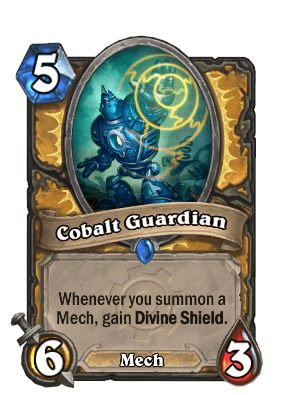 5
Cobalt Guardian
Whenever you summon a
Mech, gain Divine Shield.
6
Mech
3